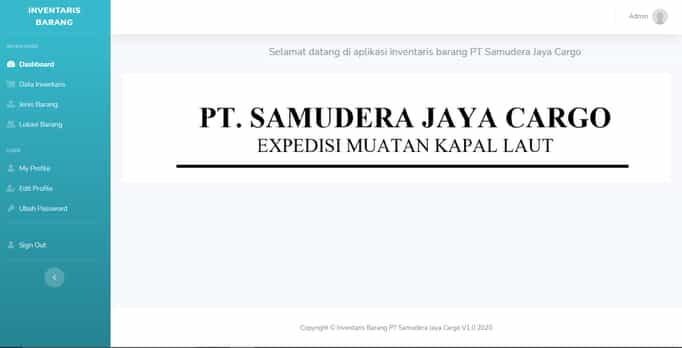 INVENTARIS
BARANG
Dashboard
Data Inventaris
Jenis Barang
Lokasi Barang
USER
My Profile
Edit Profile
Ubah Password
Sign Out
Admin
Selamat datang di aplikasi inventaris barang PT Samudera Jaya Cargo
PT. SAMUDERA JAYA CARGO
EXPEDISI MUATAN KAPAL LAUT
Copyright © Inventaris Barang PT Samudera Jaya Cargo V1.0 2020